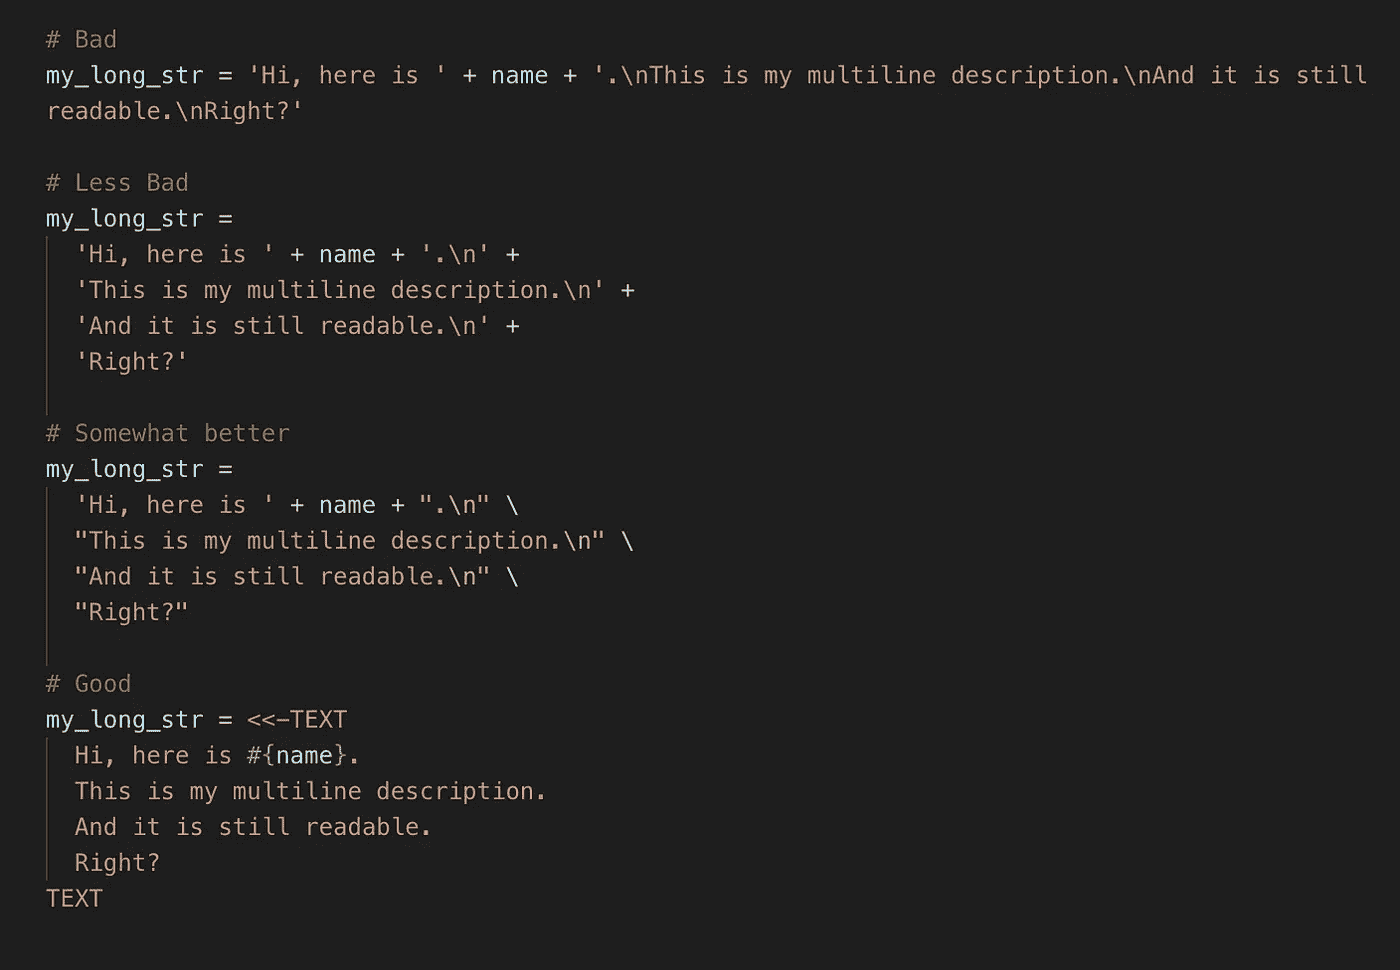 # Bad
my_long_str = 'Hi, here is ' + name + '.\nThis is my multiline description.\nAnd it is still
readable.\nRight?'
# Less Bad
my_long_str =
'Hi, here is ' + name + '.\n' +
'This is my multiline description.\n' +
'And it is still readable.\n' +
'Right?'
# Somewhat better
my_long_str =
'Hi, here is ' + name + ".\n" \
"This is my multiline description.\n" \
"And it is still readable.\n" \
"Right?"
# Good
my_long_str = <<-TEXT
Hi, here is #{name}.
This is my multiline description.
And it is still readable.
Right?
TEXT